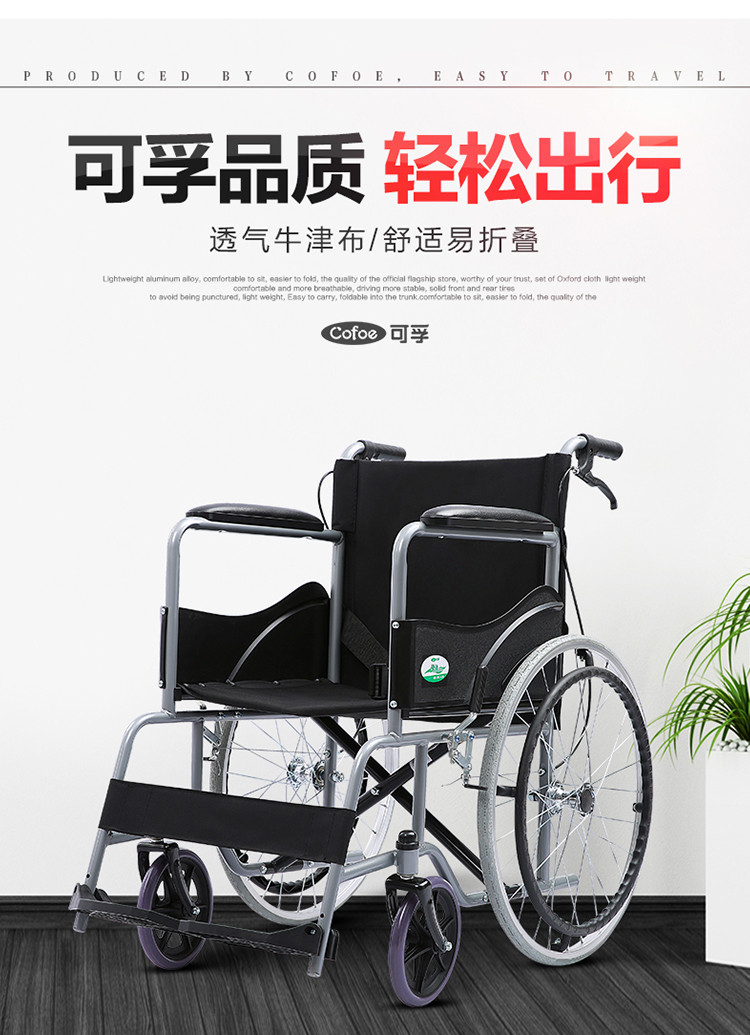 PRODUCED BY COFOE, EASY TO TRAVEL
可孚品质 轻松出行
透气牛津布/舒适易折叠
Lightweight aluminum alloy, comfortable to sit, easier to fold, the quality of the official flagship store, worthy of your trust, set of Oxford cloth light weight
comfortable and more breathable, driving more stable, solid front and rear tires
to avoid being punctured, light weight, Easy to carry, foldable into the trunk.comfortable to sit, easier to fold, the quality of the
Cofoe 可孚